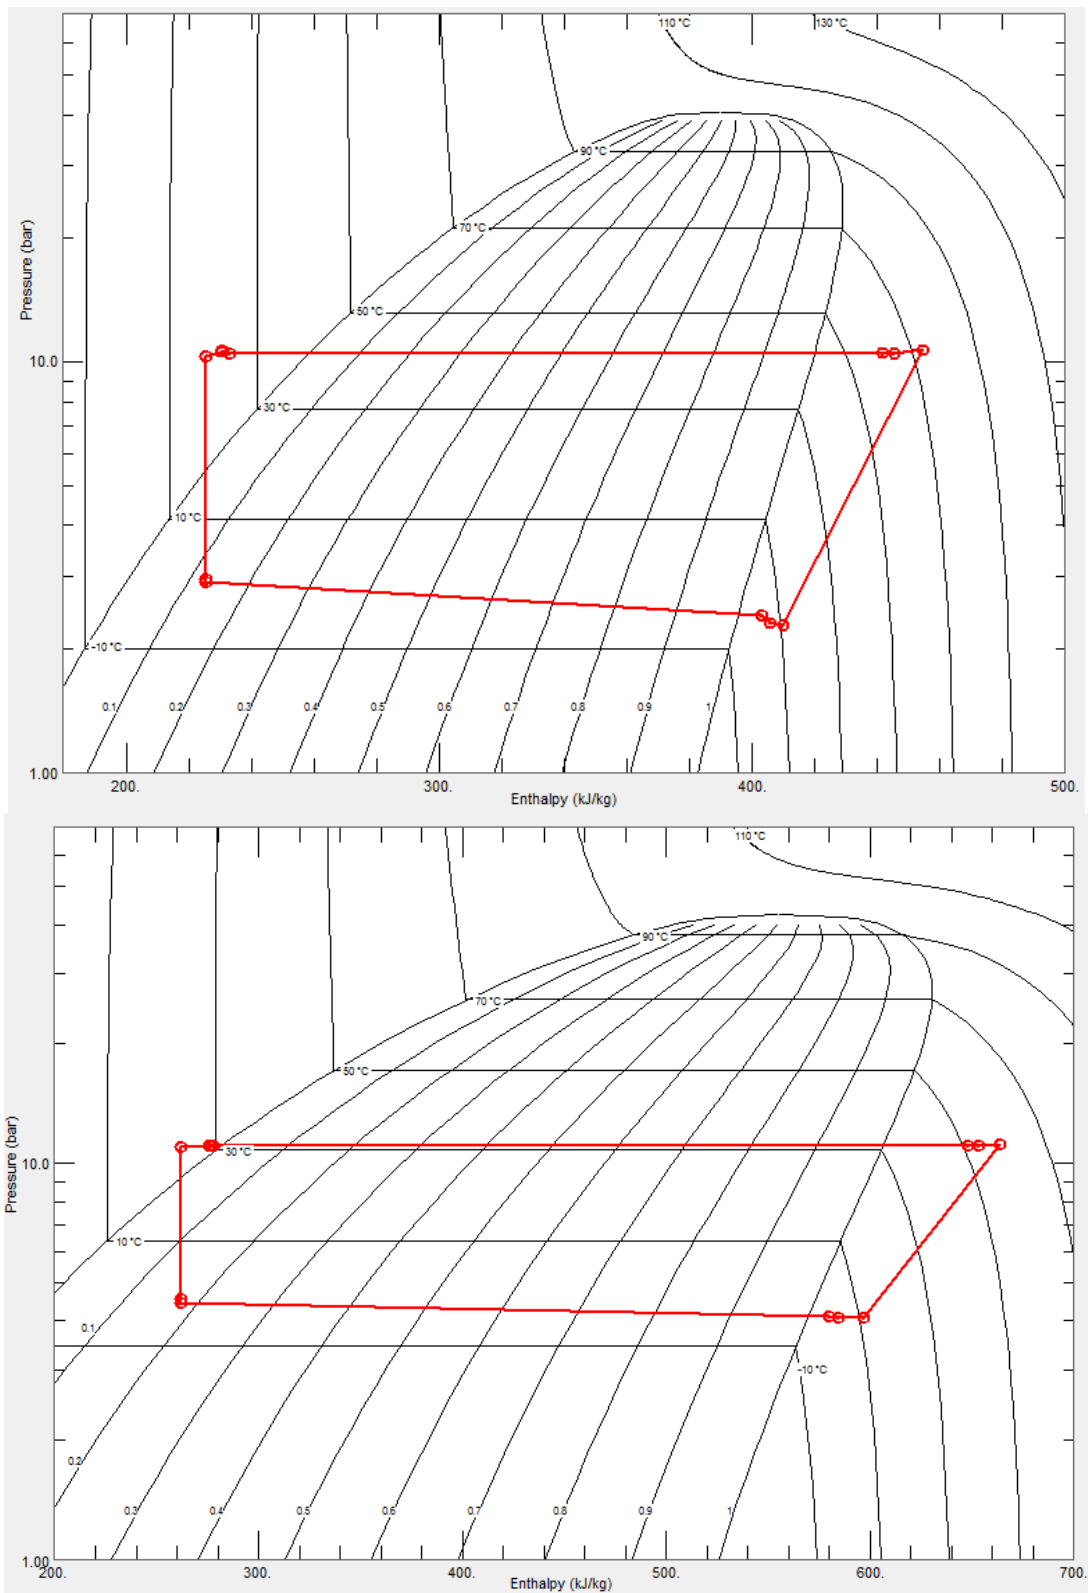 110 °C
130 °C
90 °C
70 °C
50 °C
Pressure (bar)
10.0
30 °C
10 °C
-10 °C
0.1
0.2
0.3
0.4
0.5
0.6
0.7
0.8
0.9
1
1.00
200.
300.
400.
500.
Enthalpy (kJ/kg)
110 °C
90 °C
70 °C
50 °C
Pressure (bar)
10.0
30 °C
10 °C
0.1
-10 °C
0.2
0.3
0.4
0.5
0.6
0.7
0.8
0.9
1
1.00
200.
300.
400.
500.
600.
700.
Enthalpy (kJ/kg)